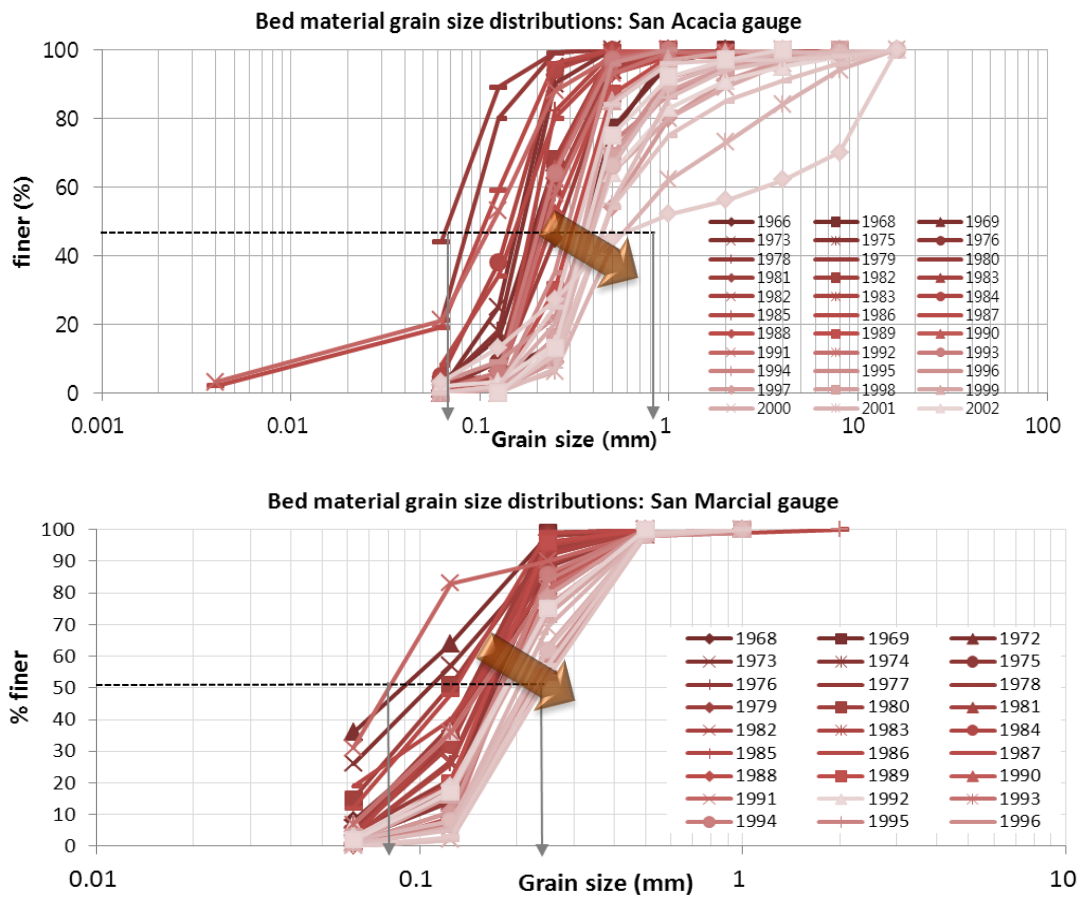 Bed material grain size distributions: San Acacia gauge
100
80
60
40
20
0
finer (%)
0.001 0.01 0.1 1 10 100
Grain size (mm)
1966 1968 1969
1973 1975 1976
1978 1979 1980
1981 1982 1983
1982 1983 1984
1985 1986 1987
1988 1989 1990
1991 1992 1993
1994 1995 1996
1997 1998 1999
2000 2001 2002
Bed material grain size distributions: San Marcial gauge
100
90
80
70
60
50
40
30
20
10
0
% finer
0.01 0.1 1 10
Grain size (mm)
1968 1969 1972
1973 1974 1975
1976 1977 1978
1979 1980 1981
1982 1983 1984
1985 1986 1987
1988 1989 1990
1991 1992 1993
1994 1995 1996